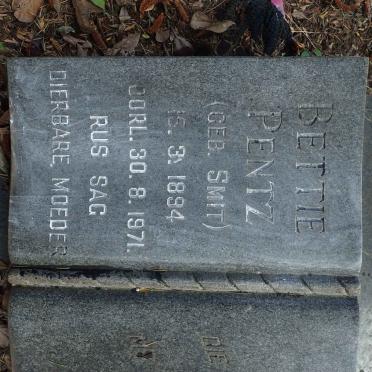 BETTIE
PENTZ
(GEB. SMIT)
15. 3. 1894
OORL. 30. 8. 1971.
RUS SAG
DIERBARE MOEDER